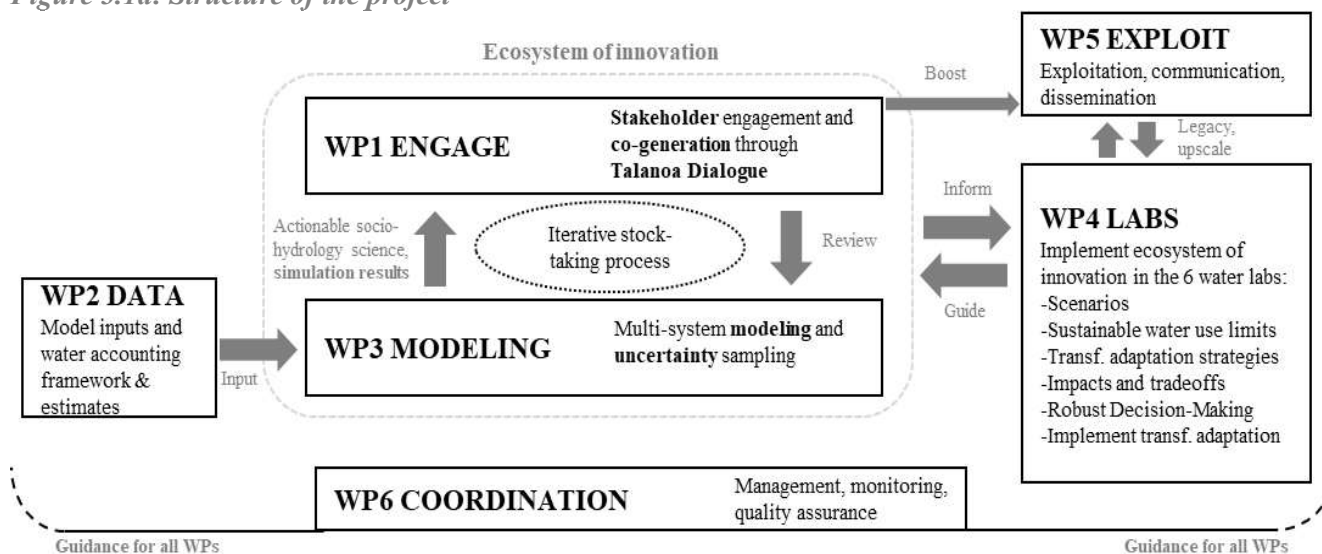 Figure 3.1a: Structure of the project
Ecosystem of innovation
WP1 ENGAGE
Stakeholder engagement and
co-generation through
Talanoa Dialogue
Boost
WP5 EXPLOIT
Exploitation, communication,
dissemination
Legacy,
upscale
Actionable socio-
hydrology science,
simulation results
Iterative stock-
taking process
Review
Inform
Guide
WP4 LABS
Implement ecosystem of
innovation in the 6 water labs:
-Scenarios
-Sustainable water use limits
-Transf. adaptation strategies
-Impacts and tradeoffs
-Robust Decision-Making
-Implement transf. adaptation
WP2 DATA
Model inputs and
water accounting
framework &
estimates
Input
WP3 MODELING
Multi-system modeling and
uncertainty sampling
WP6 COORDINATION
Management, monitoring,
quality assurance
Guidance for all WPs
Guidance for all WPs